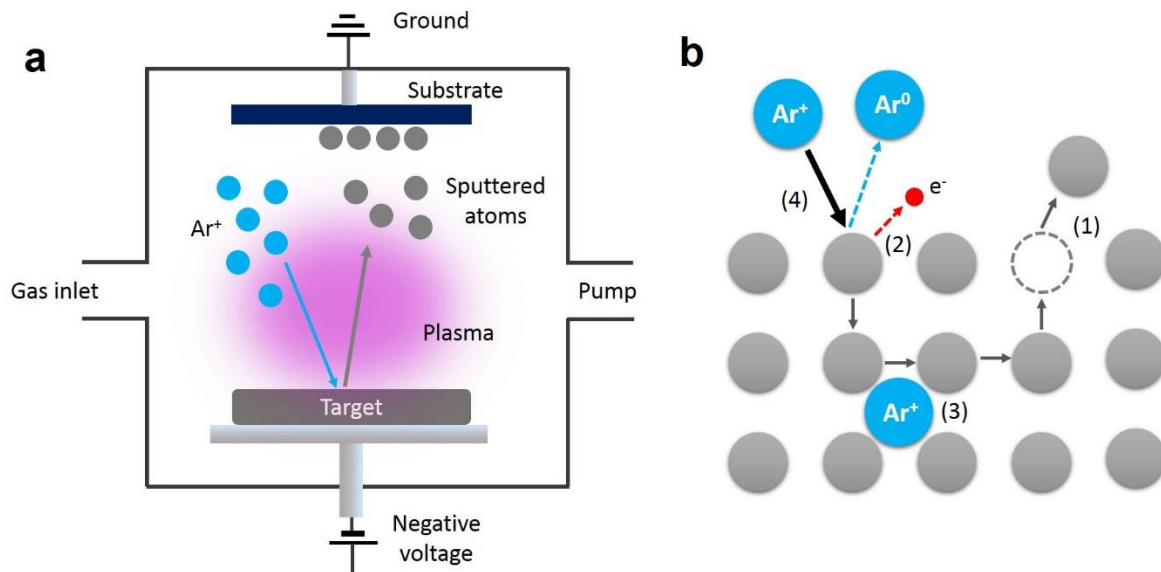 a
Ground
Substrate
Sputtered
atoms
Ar⁺
Gas inlet
Pump
Plasma
Target
Negative
voltage
b
Ar⁺
Ar⁰
(4)
e⁻
(2)
(1)
Ar⁺
(3)